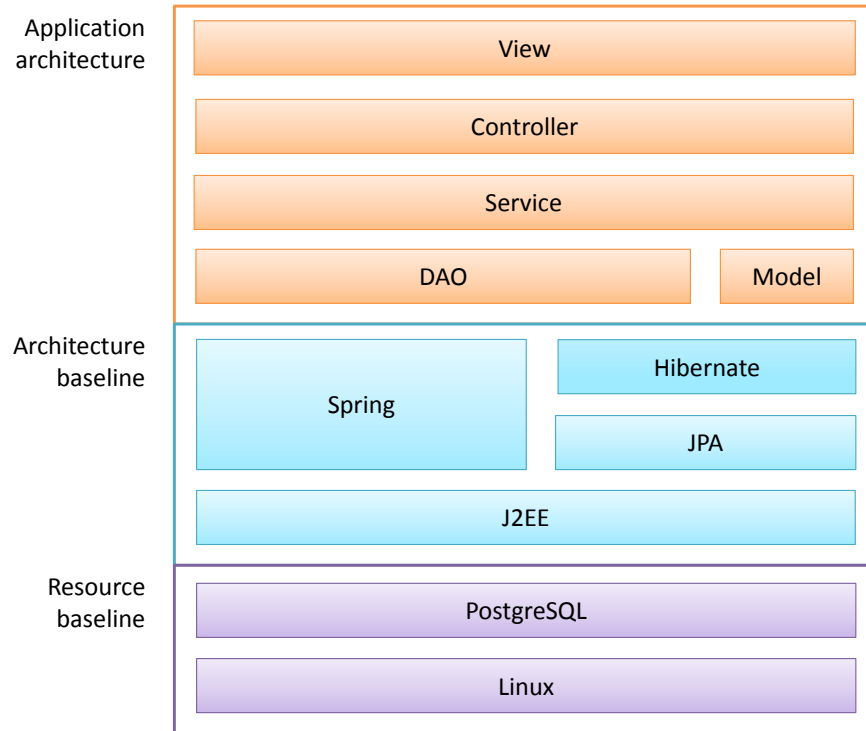 Application
architecture
View
Controller
Service
DAO
Model
Architecture
baseline
Spring
Hibernate
JPA
J2EE
Resource
baseline
PostgreSQL
Linux